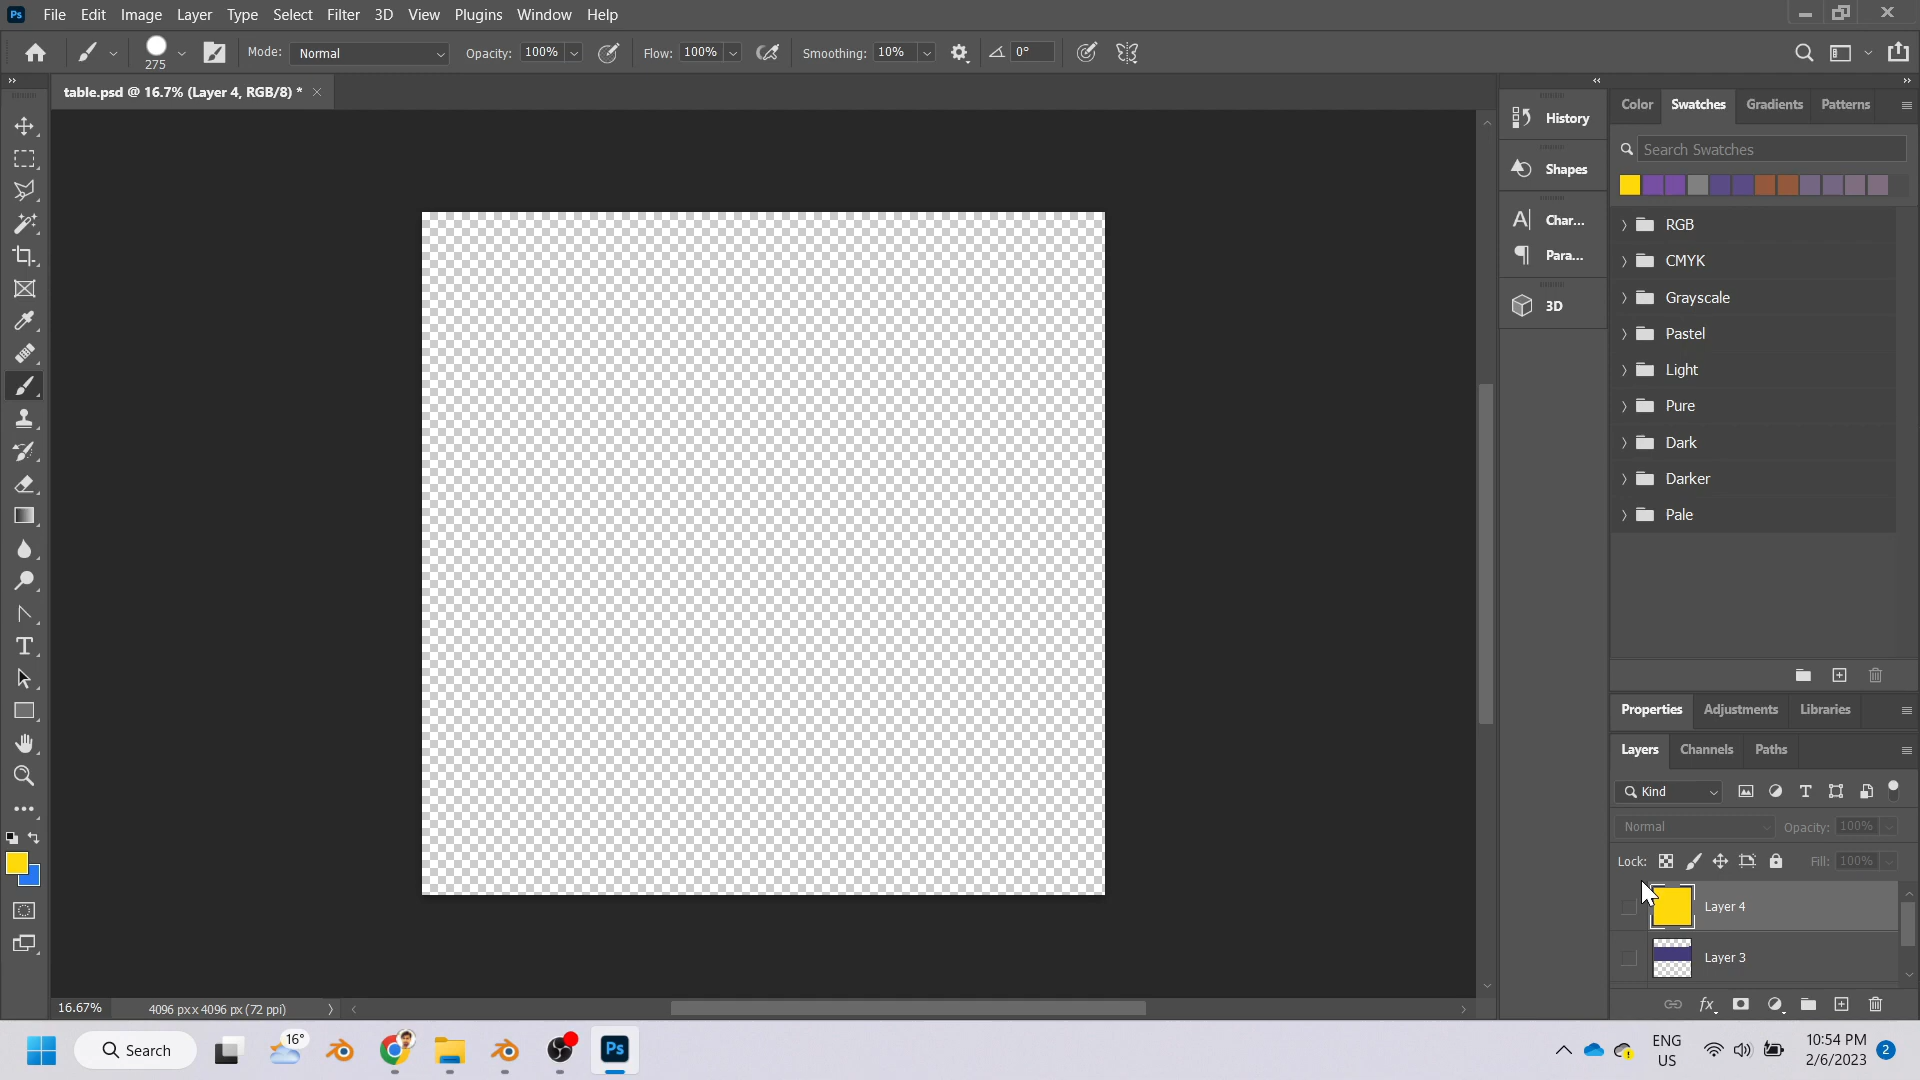 Ps File Edit Image Layer Type Select Filter 3D View Plugins Window Help
275 Mode: Normal Opacity: 100% Flow: 100% Smoothing: 10% 0°
table.psd @ 16.7% (Layer 4, RGB/8) *
History
Shapes
Char...
Para...
3D
Color Swatches Gradients Patterns
Search Swatches
RGB
CMYK
Grayscale
Pastel
Light
Pure
Dark
Darker
Pale
Properties Adjustments Libraries
Layers Channels Paths
Kind
Normal Opacity: 100%
Lock: Fill: 100%
Layer 4
Layer 3
16.67% 4096 px x 4096 px (72 ppi)
Search
16°
Ps
ENG
US
10:54 PM
2/6/2023
2